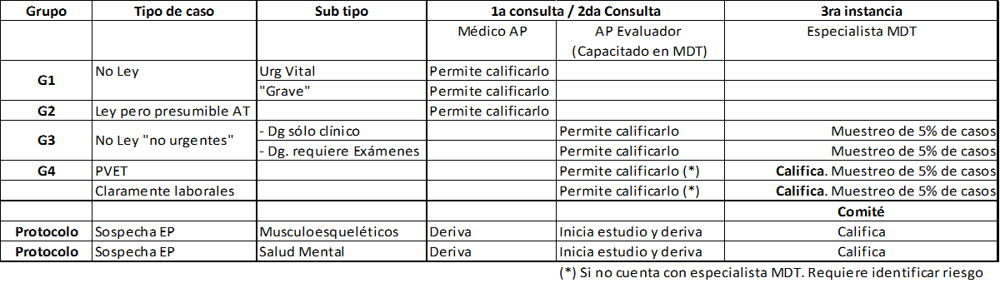 Grupo Tipo de caso Sub tipo 1a consulta / 2da Consulta 3ra instancia
Médico AP AP Evaluador Especialista MDT
(Capacitado en MDT)
G1 No Ley Urg Vital Permite calificarlo
"Grave" Permite calificarlo
G2 Ley pero presumible AT Permite calificarlo
G3 No Ley "no urgentes" - Dg sólo clínico Permite calificarlo Muestreo de 5% de casos
- Dg. requiere Exámenes Permite calificarlo Muestreo de 5% de casos
G4 PVET Permite calificarlo (*) Califica. Muestreo de 5% de casos
Claramente laborales Permite calificarlo (*) Califica. Muestreo de 5% de casos
Comité
Protocolo Sospecha EP Musculoesqueléticos Deriva Inicia estudio y deriva Califica
Protocolo Sospecha EP Salud Mental Deriva Inicia estudio y deriva Califica
(*) Si no cuenta con especialista MDT. Requiere identificar riesgo